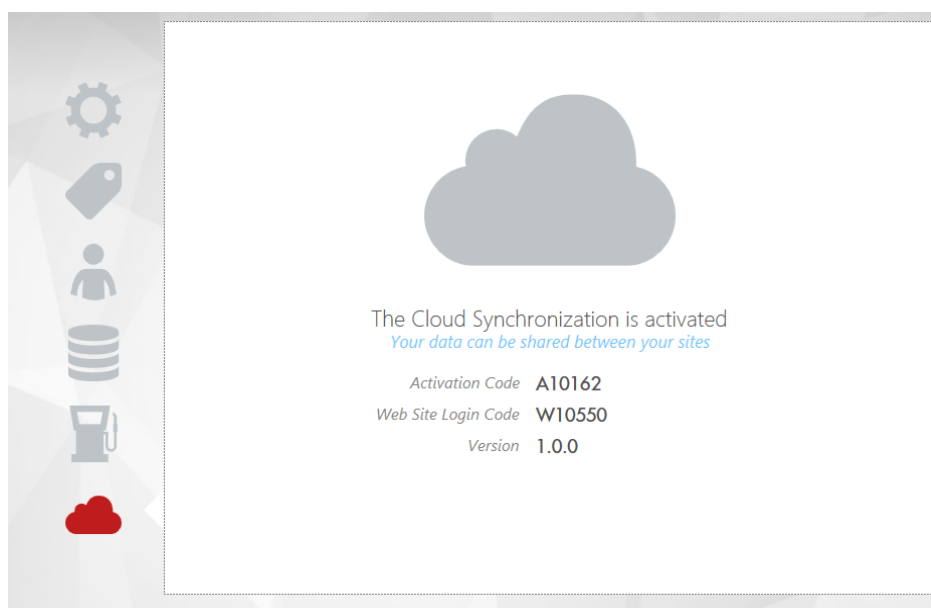 The Cloud Synchronization is activated
Your data can be shared between your sites
Activation Code A10162
Web Site Login Code W10550
Version 1.0.0